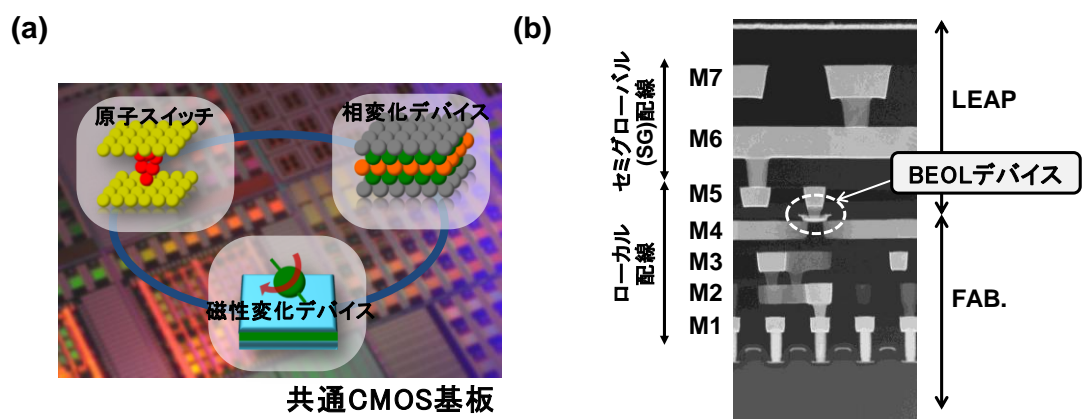 (a)
原子スイッチ
相変化デバイス
磁性変化デバイス
共通CMOS基板
(b)
セミグローバル
(SG)配線
ローカル
配線
M7
M6
M5
M4
M3
M2
M1
LEAP
BEOLデバイス
FAB.